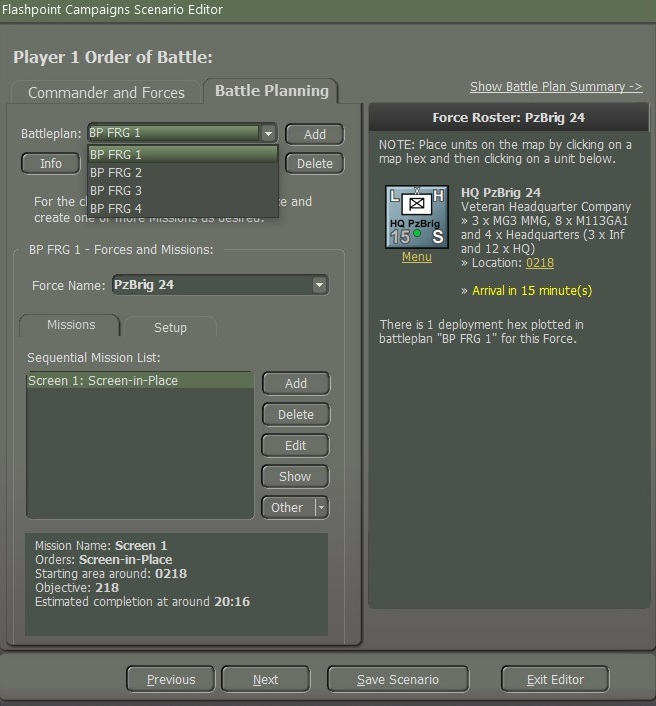 Flashpoint Campaigns Scenario Editor
Player 1 Order of Battle:
Commander and Forces
Battle Planning
Show Battle Plan Summary ->
Battleplan:
BP FRG 1
Add
Info
Delete
BP FRG 1
BP FRG 2
BP FRG 3
BP FRG 4
For the c
e and
create one or more Missions as desired.
BP FRG 1 - Forces and Missions:
Force Name:
PzBrig 24
Missions
Setup
Sequential Mission List:
Screen 1: Screen-in-Place
Add
Delete
Edit
Show
Other
Mission Name: Screen 1
Orders: Screen-in-Place
Starting area around: 0218
Objective: 218
Estimated completion at around 20:16
Force Roster: PzBrig 24
NOTE: Place units on the map by clicking on a
map hex and then clicking on a unit below.
L H
HQ PzBrig
15 S
Menu
HQ PzBrig 24
Veteran Headquarter Company
» 3 x MG3 MMG, 8 x M113GA1
and 4 x Headquarters (3 x Inf
and 12 x HQ)
» Location: 0218
» Arrival in 15 minute(s)
There is 1 deployment hex plotted in
battleplan "BP FRG 1" for this Force.
Previous
Next
Save Scenario
Exit Editor